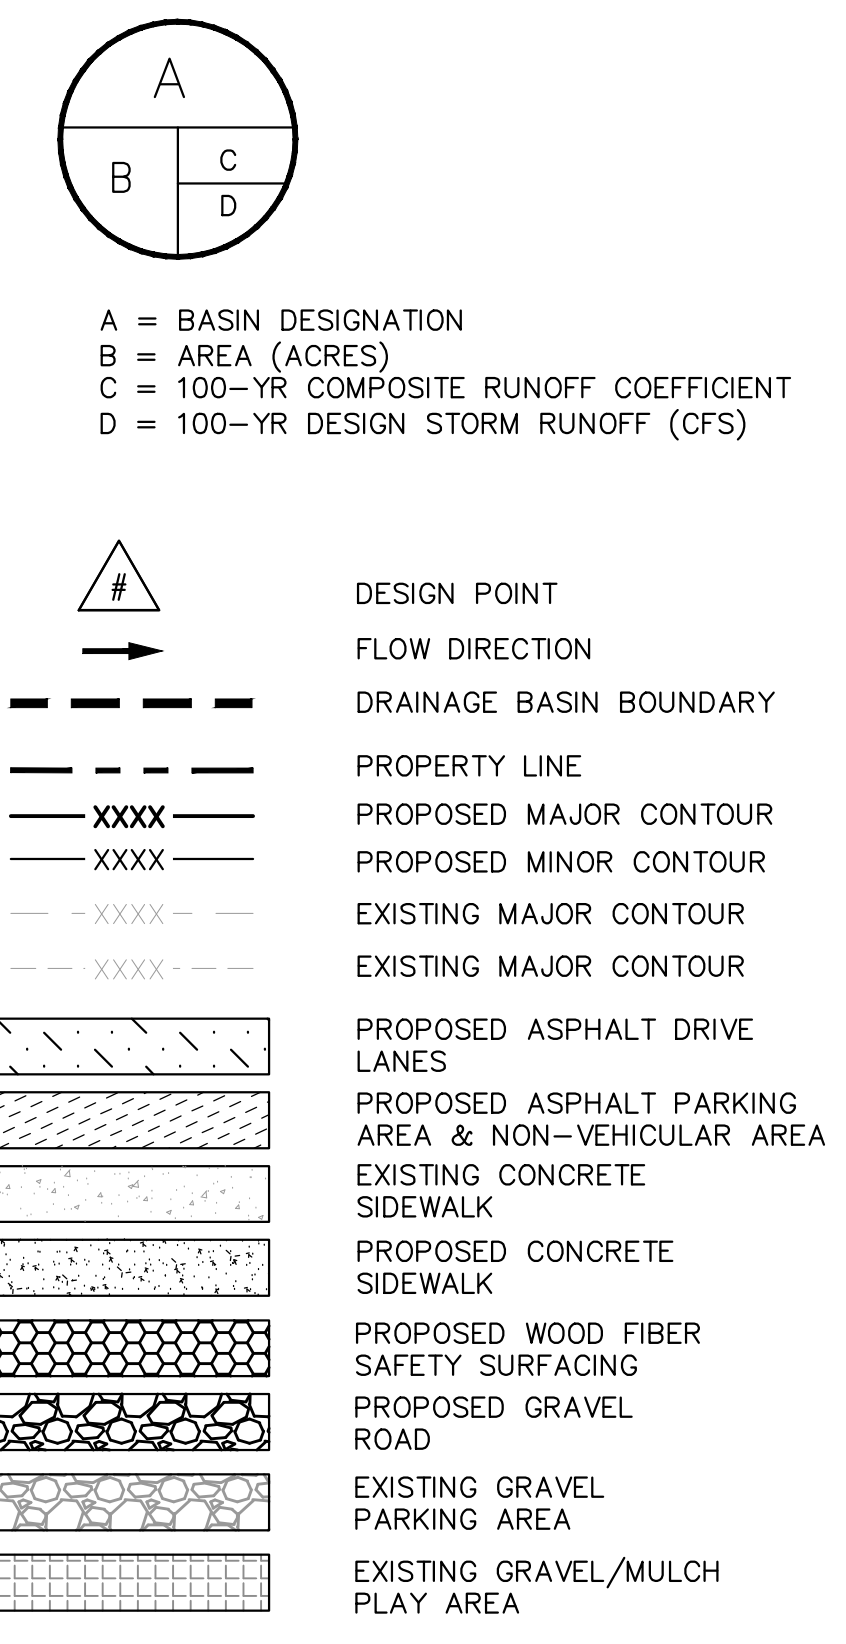 A
B
C
D
A = BASIN DESIGNATION
B = AREA (ACRES)
C = 100-YR COMPOSITE RUNOFF COEFFICIENT
D = 100-YR DESIGN STORM RUNOFF (CFS)
# DESIGN POINT
FLOW DIRECTION
DRAINAGE BASIN BOUNDARY
PROPERTY LINE
XXXX PROPOSED MAJOR CONTOUR
XXXX PROPOSED MINOR CONTOUR
XXXX EXISTING MAJOR CONTOUR
XXXX EXISTING MAJOR CONTOUR
PROPOSED ASPHALT DRIVE
LANES
PROPOSED ASPHALT PARKING
AREA & NON-VEHICULAR AREA
EXISTING CONCRETE
SIDEWALK
PROPOSED CONCRETE
SIDEWALK
PROPOSED WOOD FIBER
SAFETY SURFACING
PROPOSED GRAVEL
ROAD
EXISTING GRAVEL
PARKING AREA
EXISTING GRAVEL/MULCH
PLAY AREA